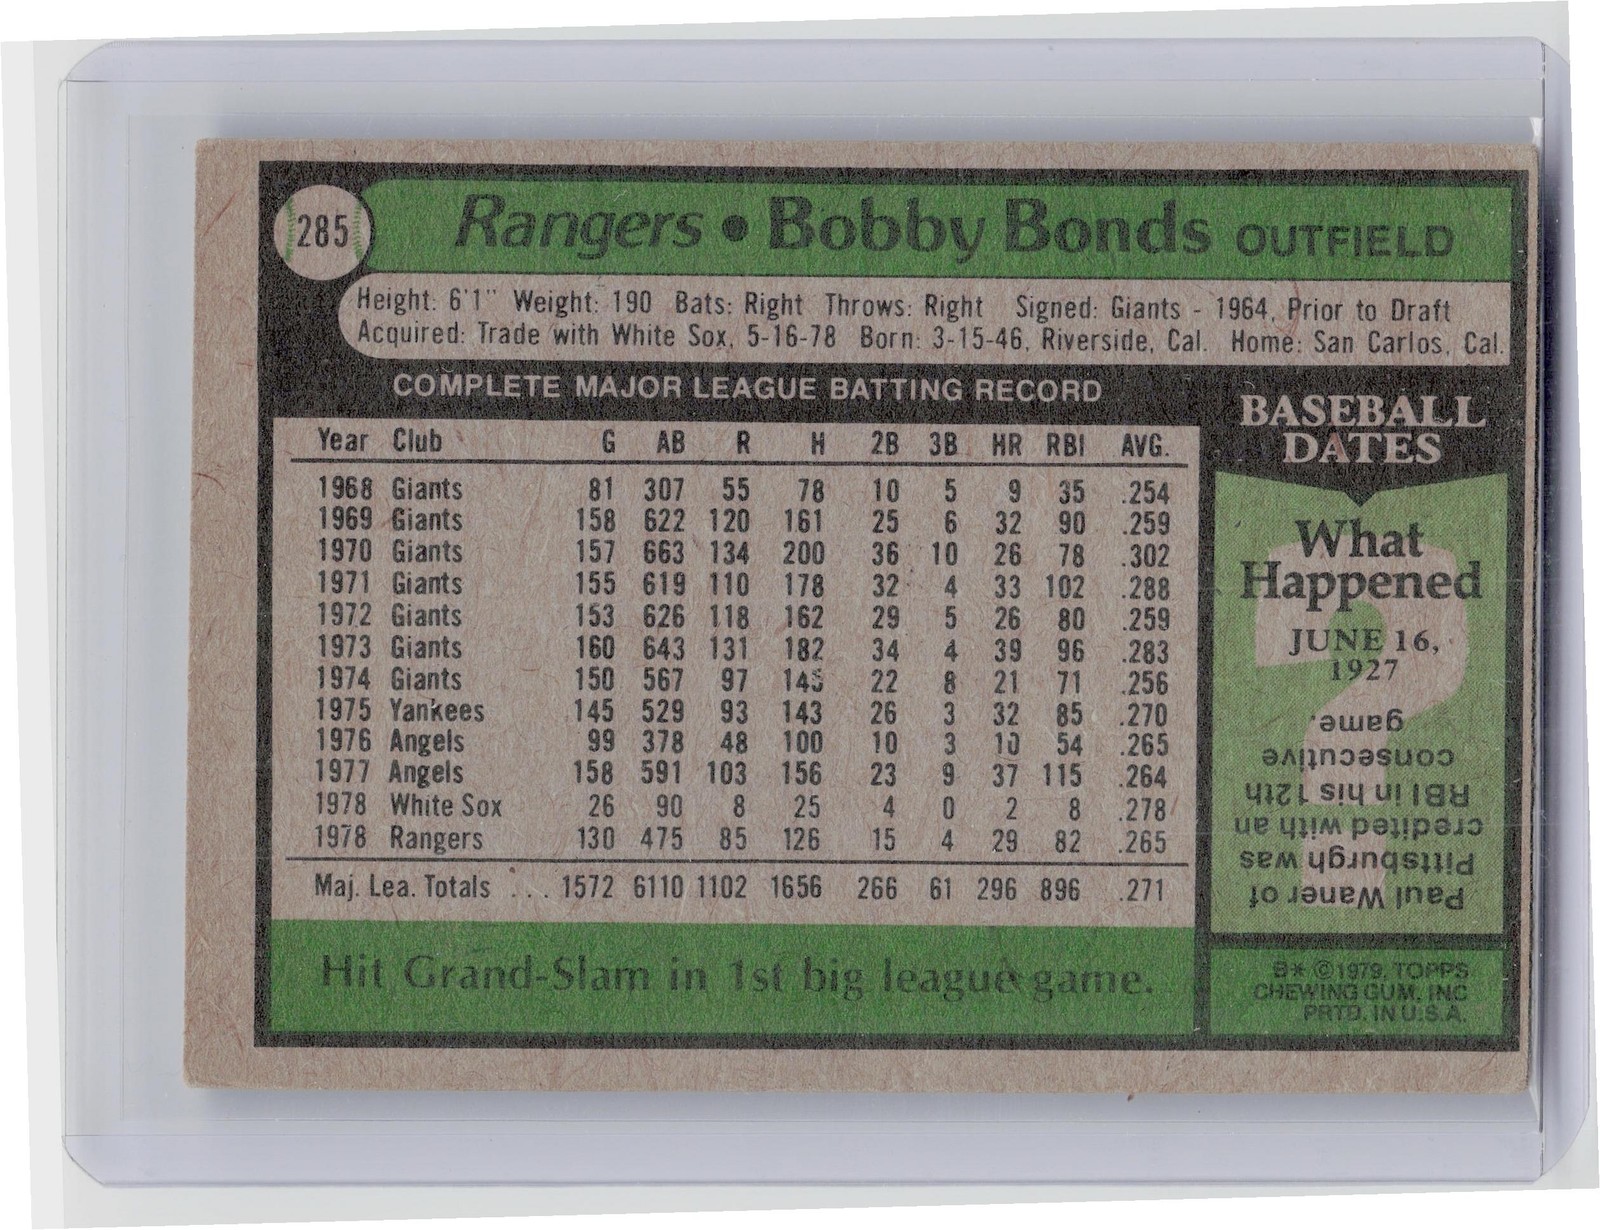 285
Rangers • Bobby Bonds OUTFIELD
Height: 6'1" Weight: 190 Bats: Right Throws: Right Signed: Giants - 1964, Prior to Draft
Acquired: Trade with White Sox, 5-16-78 Born: 3-15-46, Riverside, Cal. Home: San Carlos, Cal.
COMPLETE MAJOR LEAGUE BATTING RECORD
Year Club G AB R H 2B 3B HR RBI AVG.
1968 Giants 81 307 55 78 10 5 9 35 .254
1969 Giants 158 622 120 161 25 6 32 90 .259
1970 Giants 157 663 134 200 36 10 26 78 .302
1971 Giants 155 619 110 178 32 4 33 102 .288
1972 Giants 153 626 118 162 29 5 26 80 .259
1973 Giants 160 643 131 182 34 4 39 96 .283
1974 Giants 150 567 97 145 22 8 21 71 .256
1975 Yankees 145 529 93 143 26 3 32 85 .270
1976 Angels 99 378 48 100 10 3 10 54 .265
1977 Angels 158 591 103 156 23 9 37 115 .264
1978 White Sox 26 90 8 25 4 0 2 8 .278
1978 Rangers 130 475 85 126 15 4 29 82 .265
Maj. Lea. Totals ... 1572 6110 1102 1656 266 61 296 896 .271
Hit Grand-Slam in 1st big league game.
BASEBALL
DATES
What
Happened
JUNE 16,
1927
Paul Waner of
Pittsburgh was
credited with an
RBI in his 12th
consecutive
game.
B* ©1979, TOPPS
CHEWING GUM, INC
PRTD. IN U.S.A.